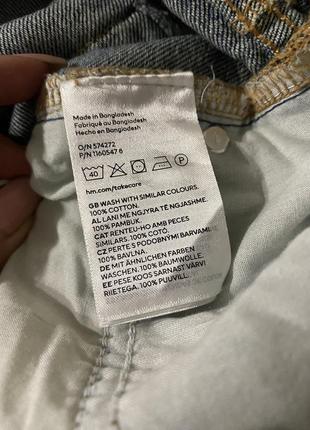 Made in Bangladesh
Fabriqué au Bangladesh
Hecho en Bangladesh
O/N 574272
P/N 1160547 6
40
P
hm.com/takecare
GB WASH WITH SIMILAR COLOURS.
100% COTTON.
AL LANI ME NGJYRA TË NGJASHME.
100% PAMBUK.
CAT RENTEU-HO AMB PECES
SIMILARS. 100% COTÓ.
CZ PERTE S PODOBNÝMI BARVAMI.
100% BAVLNA.
DE MIT ÄHNLICHEN FARBEN
WASCHEN. 100% BAUMWOLLE.
EE PESE KOOS SARNAST VÄRVI
RIIETEGA. 100% PUUVILL.